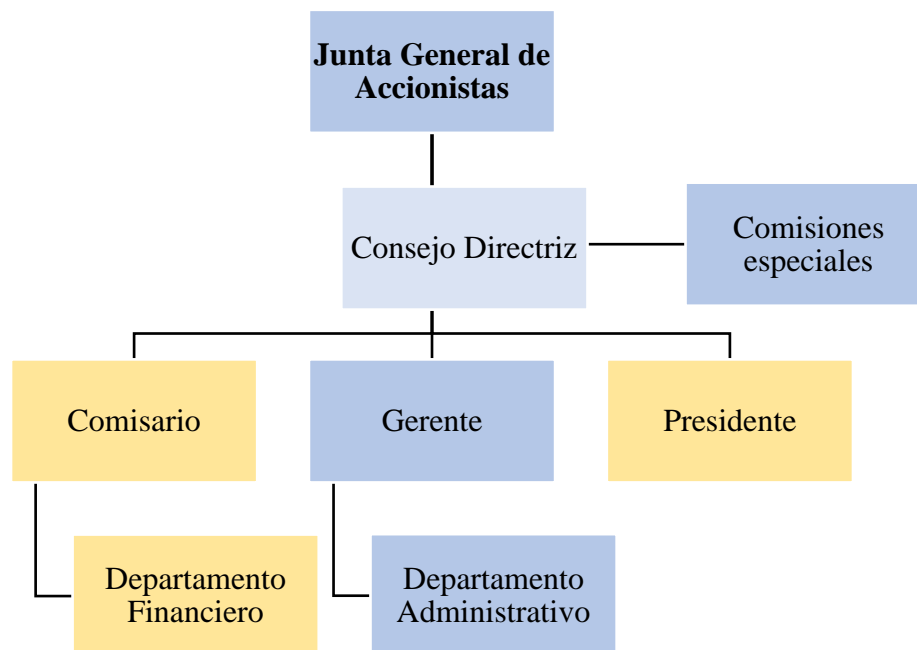 Junta General de
Accionistas
Consejo Directriz
Comisiones
especiales
Comisario
Gerente
Presidente
Departamento
Financiero
Departamento
Administrativo